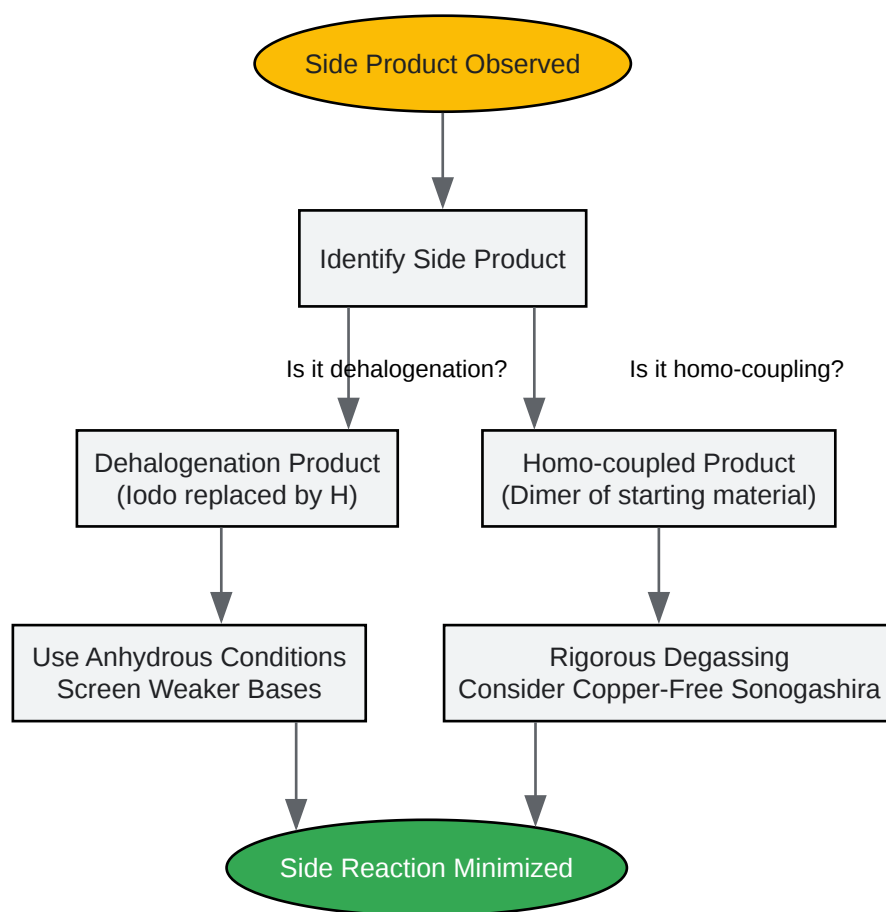 Side Product Observed
Identify Side Product
Is it dehalogenation?
Is it homo-coupling?
Dehalogenation Product
(Iodo replaced by H)
Homo-coupled Product
(Dimer of starting material)
Use Anhydrous Conditions
Screen Weaker Bases
Rigorous Degassing
Consider Copper-Free Sonogashira
Side Reaction Minimized